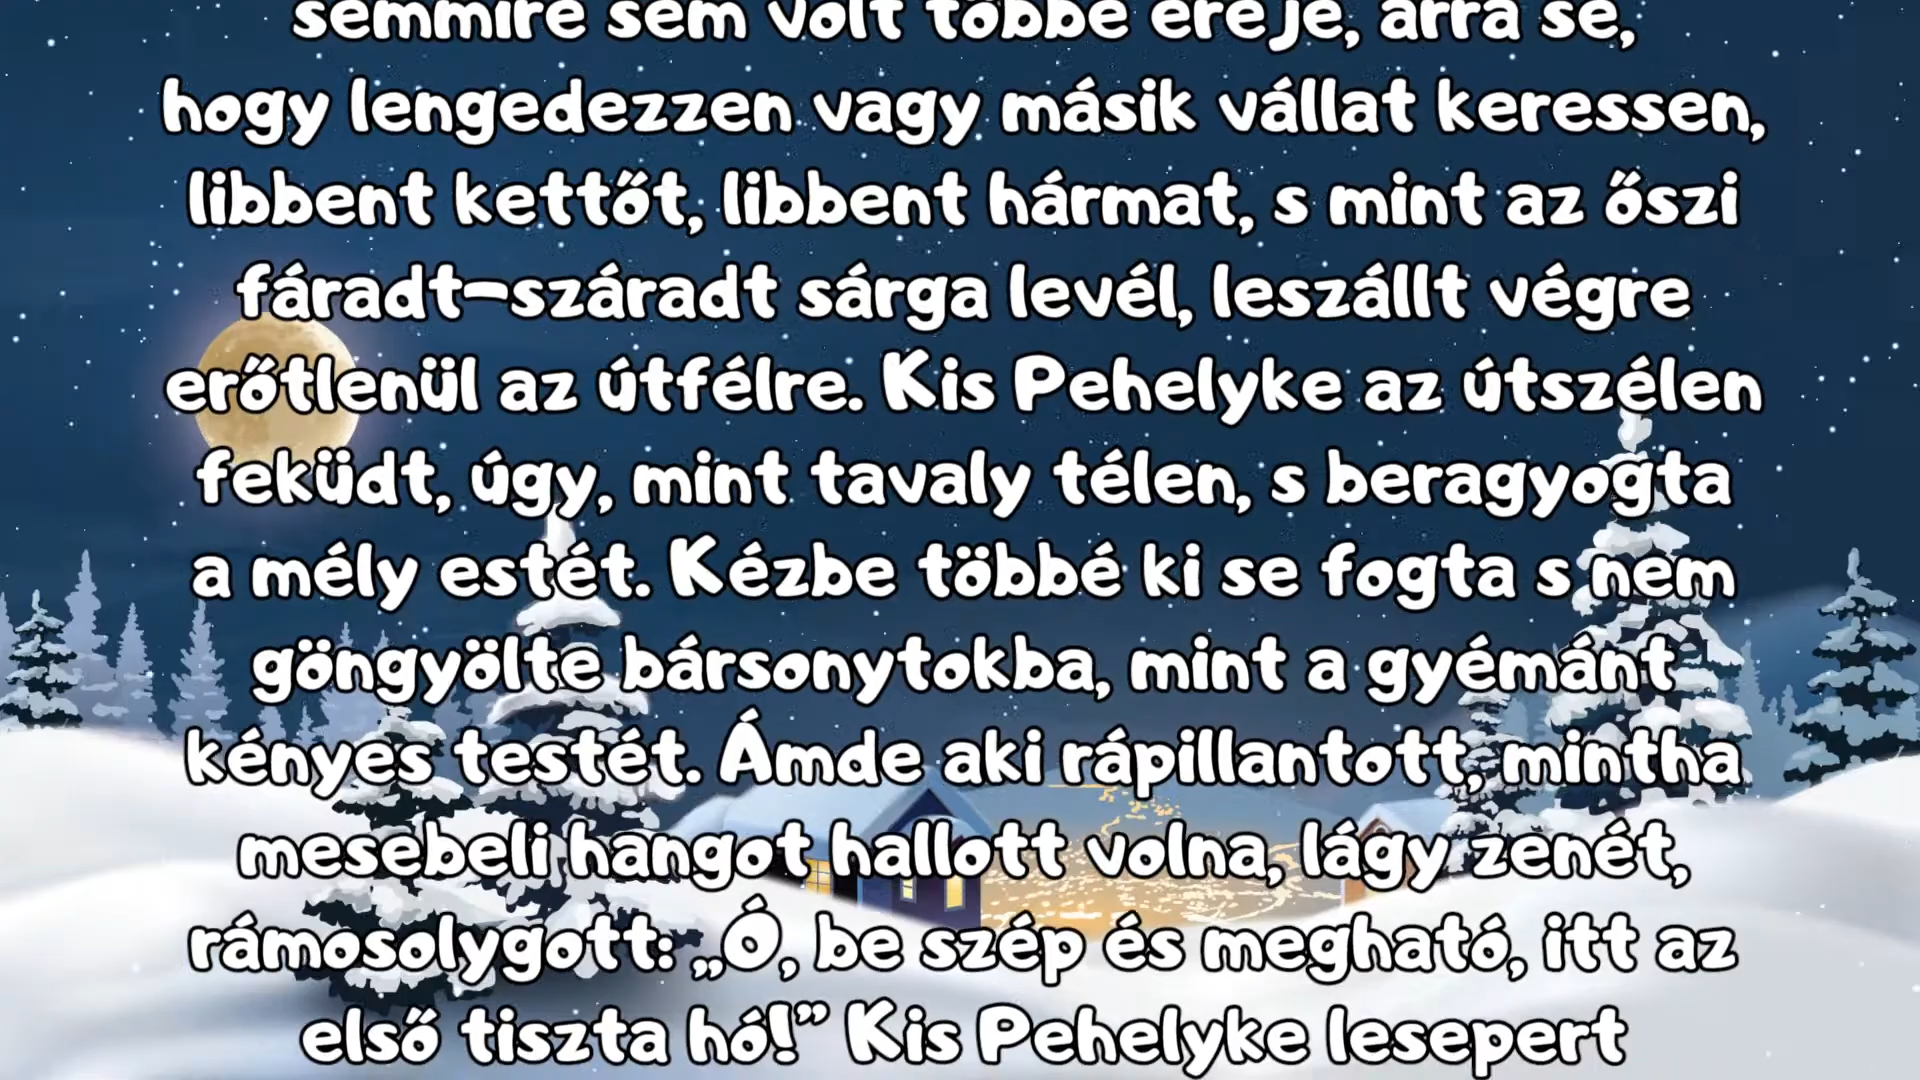 semmire sem volt többé ereje, arra se,
hogy lengedezzen vagy másik vállat keressen,
libbent kettőt, libbent hármat, s mint az őszi
fáradt-száradt sárga levél, leszállt végre
erőtlenül az útfélre. Kis Pehelyke az útszélen
feküdt, úgy, mint tavaly télen, s beragyogta
a mély estét. Kézbe többé ki se fogta s nem
göngyölte bársonytokba, mint a gyémánt
kényes testét. Ámde aki rápillantott, mintha
mesebeli hangot hallott volna, lágy zenét,
rámosolygott: „Ó, be szép és megható, itt az
első tiszta hó!” Kis Pehelyke lesepert